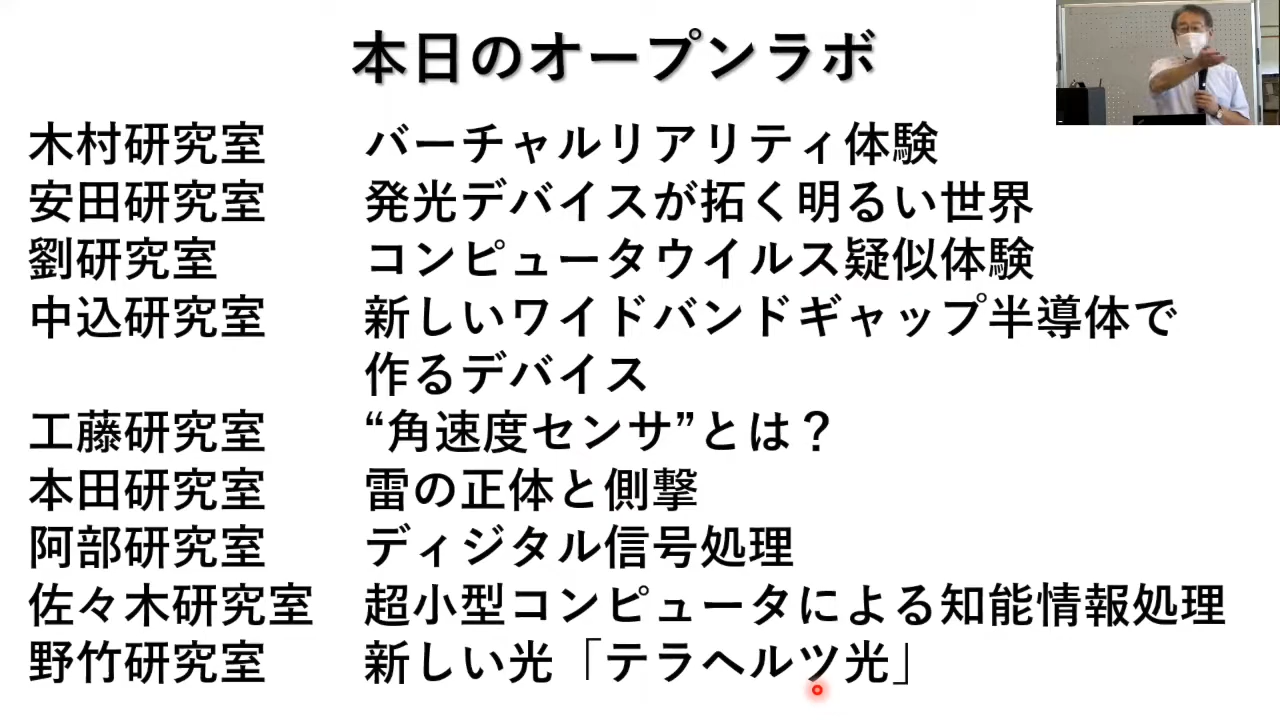 本日のオープンラボ
木村研究室 バーチャルリアリティ体験
安田研究室 発光デバイスが拓く明るい世界
劉研究室 コンピュータウイルス疑似体験
中込研究室 新しいワイドバンドギャップ半導体で
作るデバイス
工藤研究室 “角速度センサ”とは？
本田研究室 雷の正体と側撃
阿部研究室 ディジタル信号処理
佐々木研究室 超小型コンピュータによる知能情報処理
野竹研究室 新しい光「テラヘルツ光」